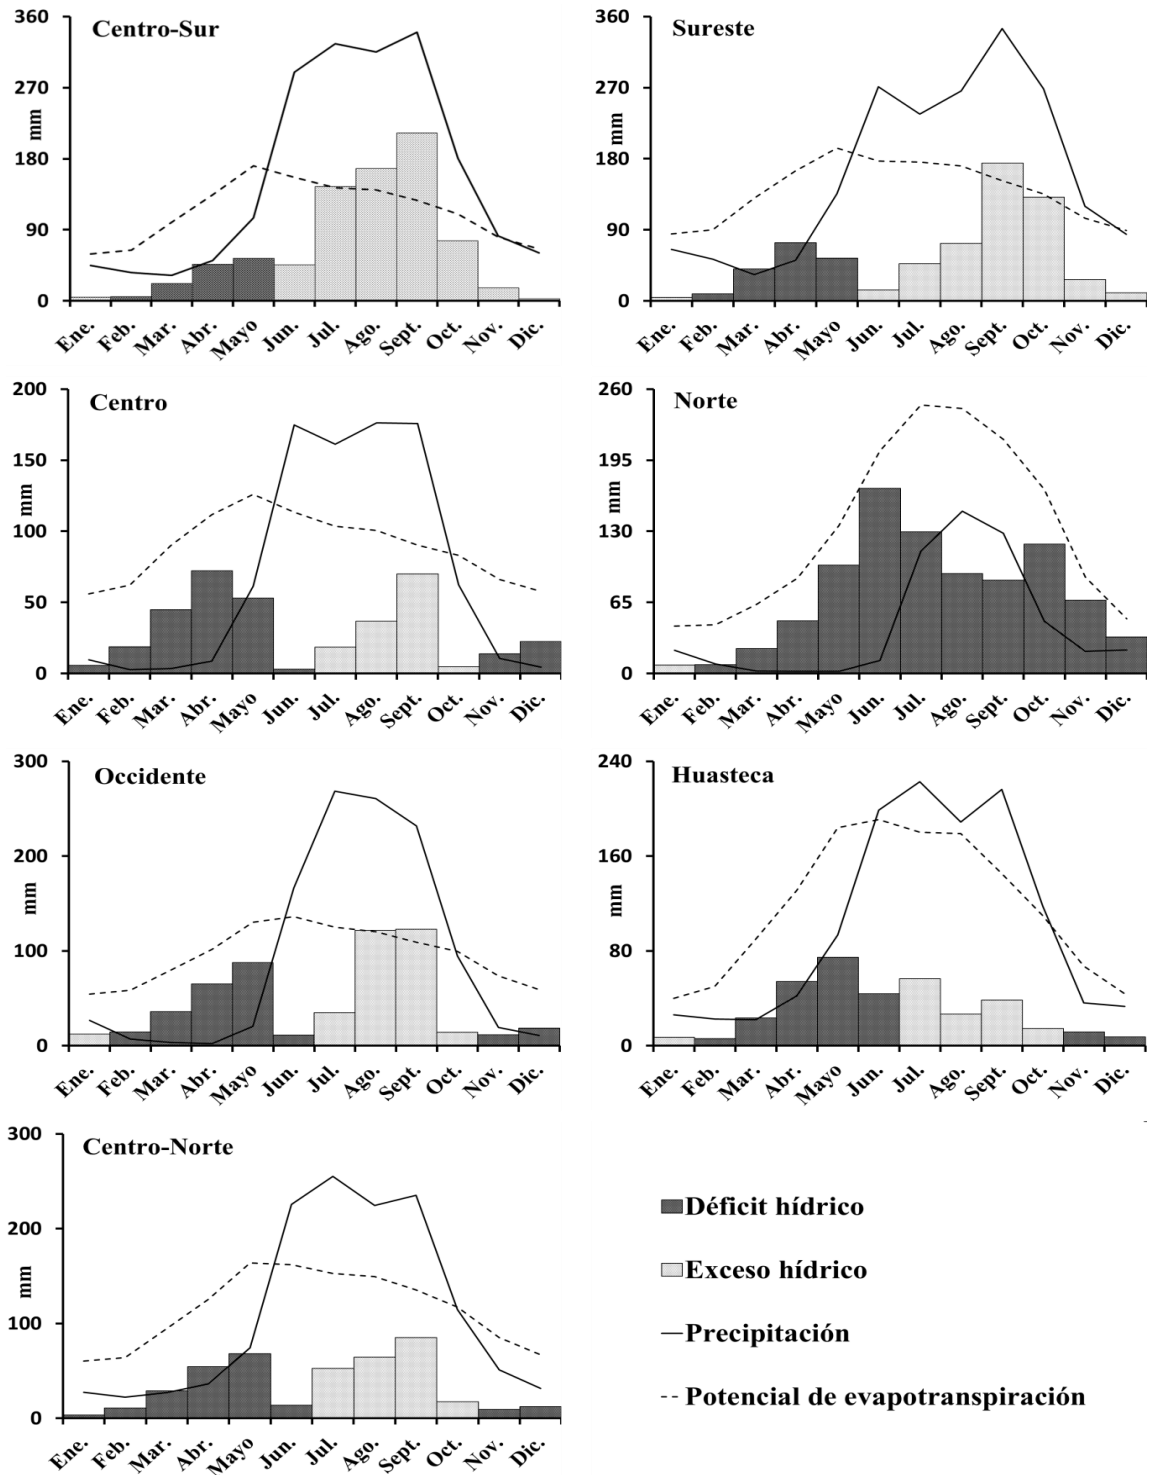 Centro-Sur
360
270
180
90
0
mm
Ene. Feb. Mar. Abr. Mayo Jun. Jul. Ago. Sept. Oct. Nov. Dic.
Sureste
360
270
180
90
0
mm
Ene. Feb. Mar. Abr. Mayo Jun. Jul. Ago. Sept. Oct. Nov. Dic.
Centro
200
150
100
50
0
mm
Ene. Feb. Mar. Abr. Mayo Jun. Jul. Ago. Sept. Oct. Nov. Dic.
Norte
260
195
130
65
0
mm
Ene. Feb. Mar. Abr. Mayo Jun. Jul. Ago. Sept. Oct. Nov. Dic.
Occidente
300
200
100
0
mm
Ene. Feb. Mar. Abr. Mayo Jun. Jul. Ago. Sept. Oct. Nov. Dic.
Huasteca
240
160
80
0
mm
Ene. Feb. Mar. Abr. Mayo Jun. Jul. Ago. Sept. Oct. Nov. Dic.
Centro-Norte
300
200
100
0
mm
Ene. Feb. Mar. Abr. Mayo Jun. Jul. Ago. Sept. Oct. Nov. Dic.
Déficit hídrico
Exceso hídrico
Precipitación
Potencial de evapotranspiración